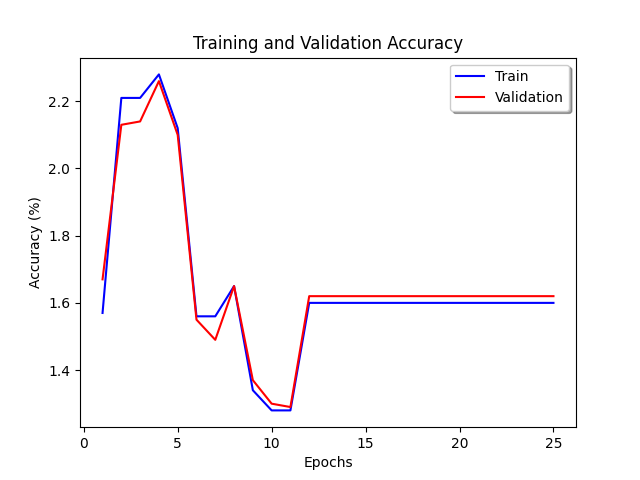 Training and Validation Accuracy
Train
Validation
Accuracy (%)
2.2
2.0
1.8
1.6
1.4
0 5 10 15 20 25
Epochs